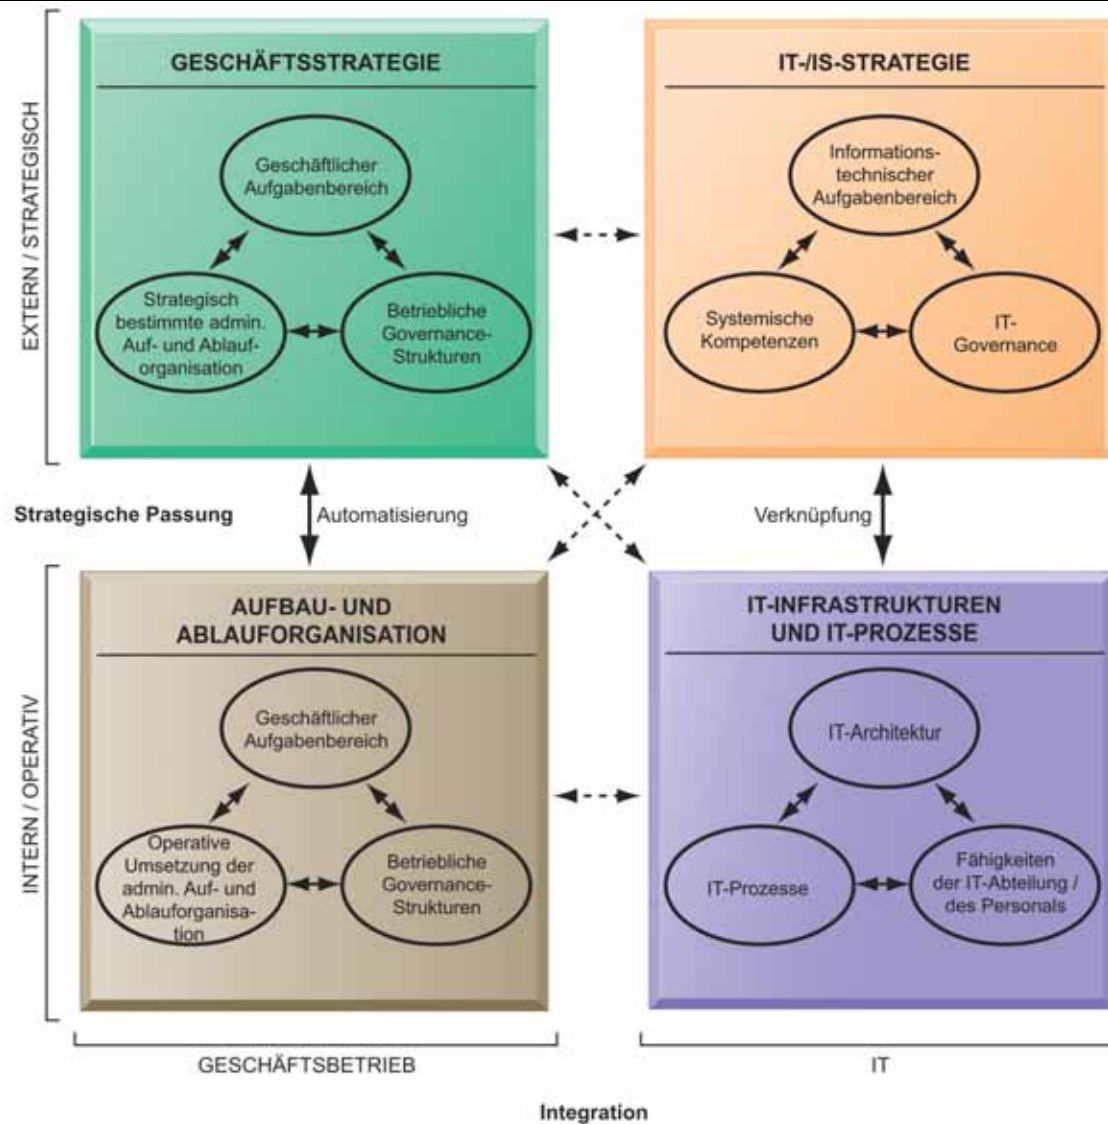 EXTERN / STRATEGISCH
GESCHÄFTSSTRATEGIE
Geschäftlicher
Aufgabenbereich
Strategisch
bestimmte admin.
Auf- und Ablauf-
organisation
Betriebliche
Governance-
Strukturen
IT-/IS-STRATEGIE
Informations-
technischer
Aufgabenbereich
Systemische
Kompetenzen
IT-
Governance
Strategische Passung
Automatisierung
Verknüpfung
INTERN / OPERATIV
AUFBAU- UND
ABLAUFORGANISATION
Geschäftlicher
Aufgabenbereich
Operative
Umsetzung der
admin. Auf- und
Ablauforganisa-
tion
Betriebliche
Governance-
Strukturen
IT-INFRASTRUKTUREN
UND IT-PROZESSE
IT-Architektur
IT-Prozesse
Fähigkeiten
der IT-Abteilung /
des Personals
GESCHÄFTSBETRIEB
IT
Integration